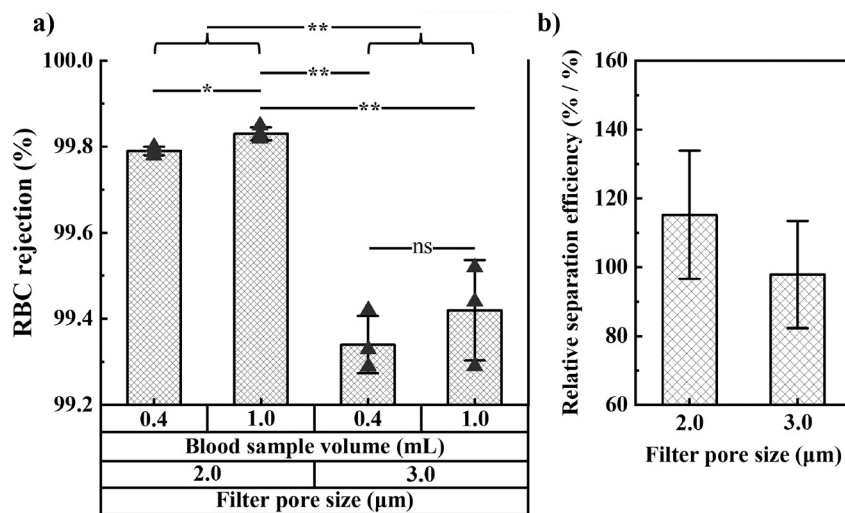 a)
**
100.0
**
*
**
99.8
99.6
ns
99.4
99.2
RBC rejection (%)
0.4 1.0 0.4 1.0
Blood sample volume (mL)
2.0 3.0
Filter pore size (μm)
b)
160
140
120
100
80
60
Relative separation efficiency (% / %)
2.0 3.0
Filter pore size (μm)